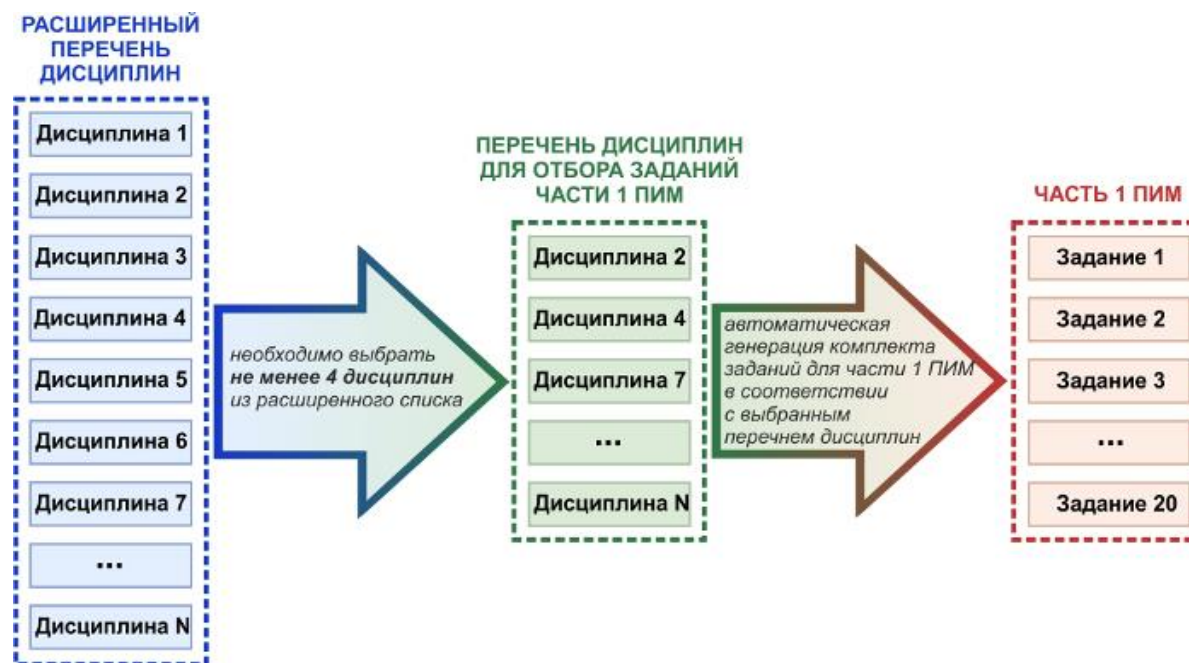 РАСШИРЕННЫЙ
ПЕРЕЧЕНЬ
ДИСЦИПЛИН
Дисциплина 1
Дисциплина 2
Дисциплина 3
Дисциплина 4
Дисциплина 5
Дисциплина 6
Дисциплина 7
...
Дисциплина N
необходимо выбрать
не менее 4 дисциплин
из расширенного списка
ПЕРЕЧЕНЬ ДИСЦИПЛИН
ДЛЯ ОТБОРА ЗАДАНИЙ
ЧАСТИ 1 ПИМ
Дисциплина 2
Дисциплина 4
Дисциплина 7
...
Дисциплина N
автоматическая
генерация комплекта
заданий для части 1 ПИМ
в соответствии
с выбранным
перечнем дисциплин
ЧАСТЬ 1 ПИМ
Задание 1
Задание 2
Задание 3
...
Задание 20